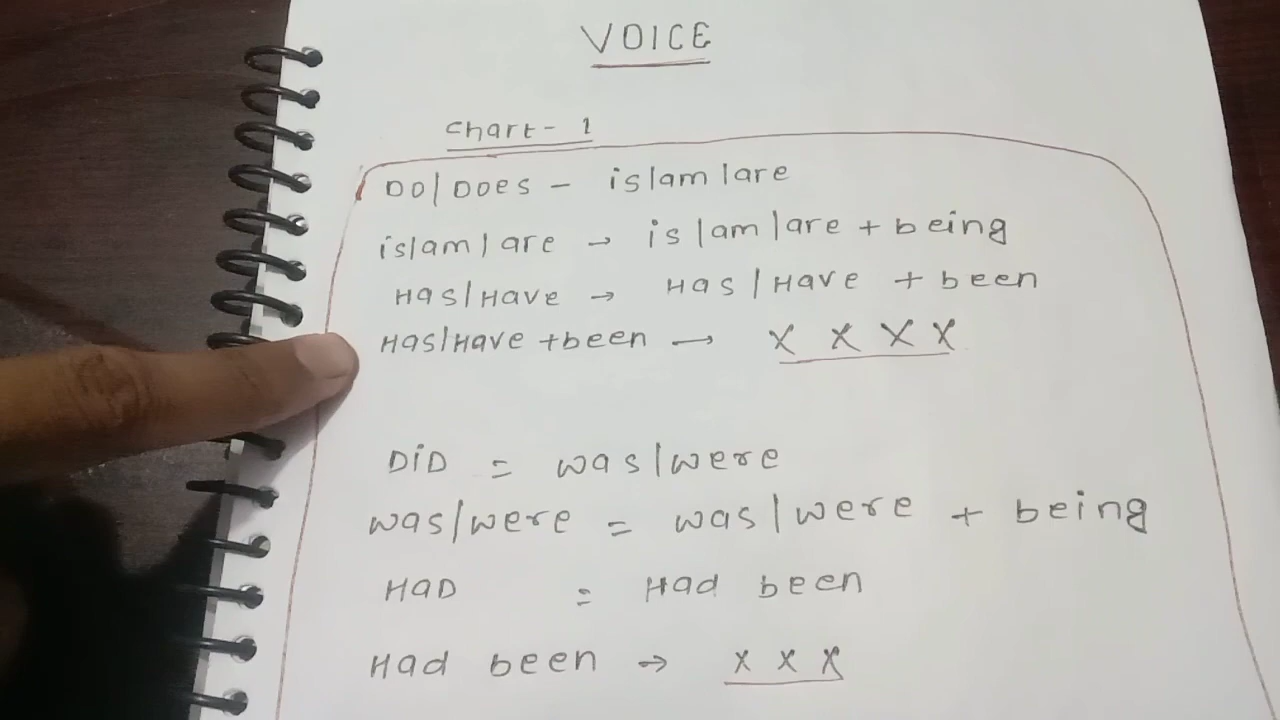 VOICE
Chart - 1
DO/DOES - is/am/are
is/am/are → is/am/are + being
Has/Have → Has/Have + been
Has/Have +been → X X X X
DiD = was/were
was/were = was/were + being
HaD = Had been
Had been → X X X